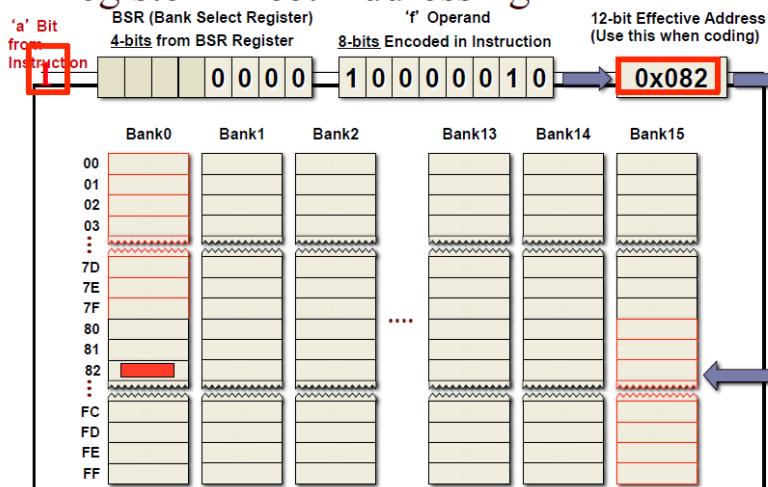 'a' Bit
from
Instruction
BSR (Bank Select Register)
4-bits from BSR Register
'f' Operand
8-bits Encoded in Instruction
12-bit Effective Address
(Use this when coding)
1
0 0 0 0
1 0 0 0 0 0 1 0
0x082
Bank0 Bank1 Bank2 Bank13 Bank14 Bank15
00
01
02
03
7D
7E
7F
....
80
81
82
FC
FD
FE
FF